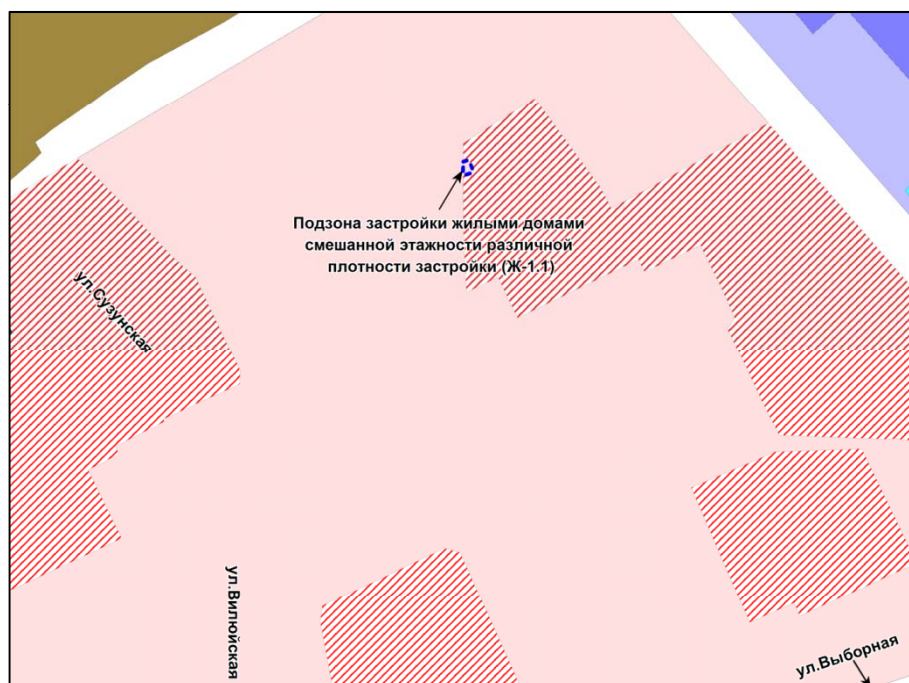 Подзона застройки жилыми домами
смешанной этажности различной
плотности застройки (Ж-1.1)
ул.Сузунская
ул.Вилюйская
ул.Выборная